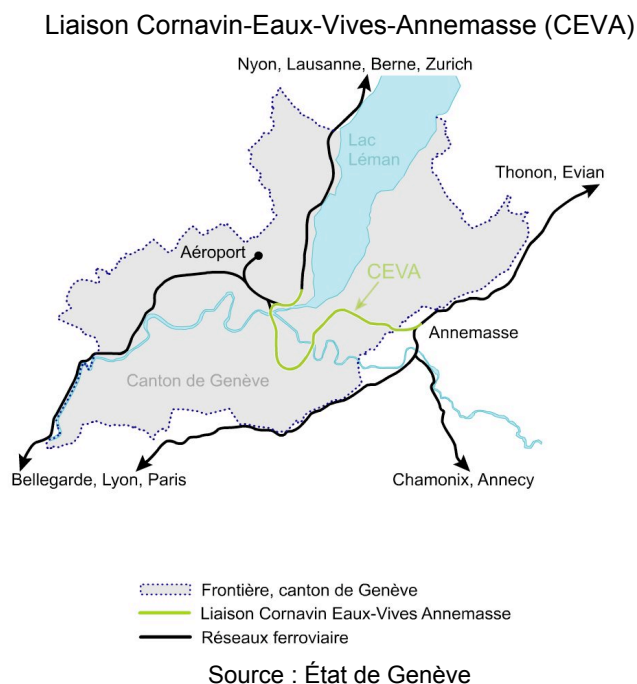 Liaison Cornavin-Eaux-Vives-Annemasse (CEVA)
Nyon, Lausanne, Berne, Zurich
Lac
Léman
Thonon, Evian
Aéroport
CEVA
Annemasse
Canton de Genève
Bellegarde, Lyon, Paris
Chamonix, Annecy
Frontière, canton de Genève
Liaison Cornavin Eaux-Vives Annemasse
Réseaux ferroviaire
Source : État de Genève